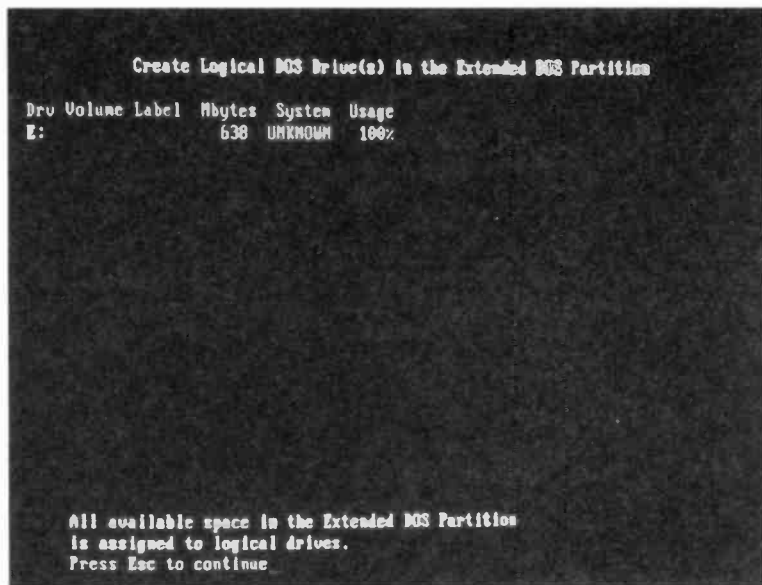 Create Logical DOS Drive(s) in the Extended DOS Partition
Drv Volume Label Mbytes System Usage
E: 638 UNKNOWN 100%
All available space in the Extended DOS Partition
is assigned to logical drives.
Press Esc to continue